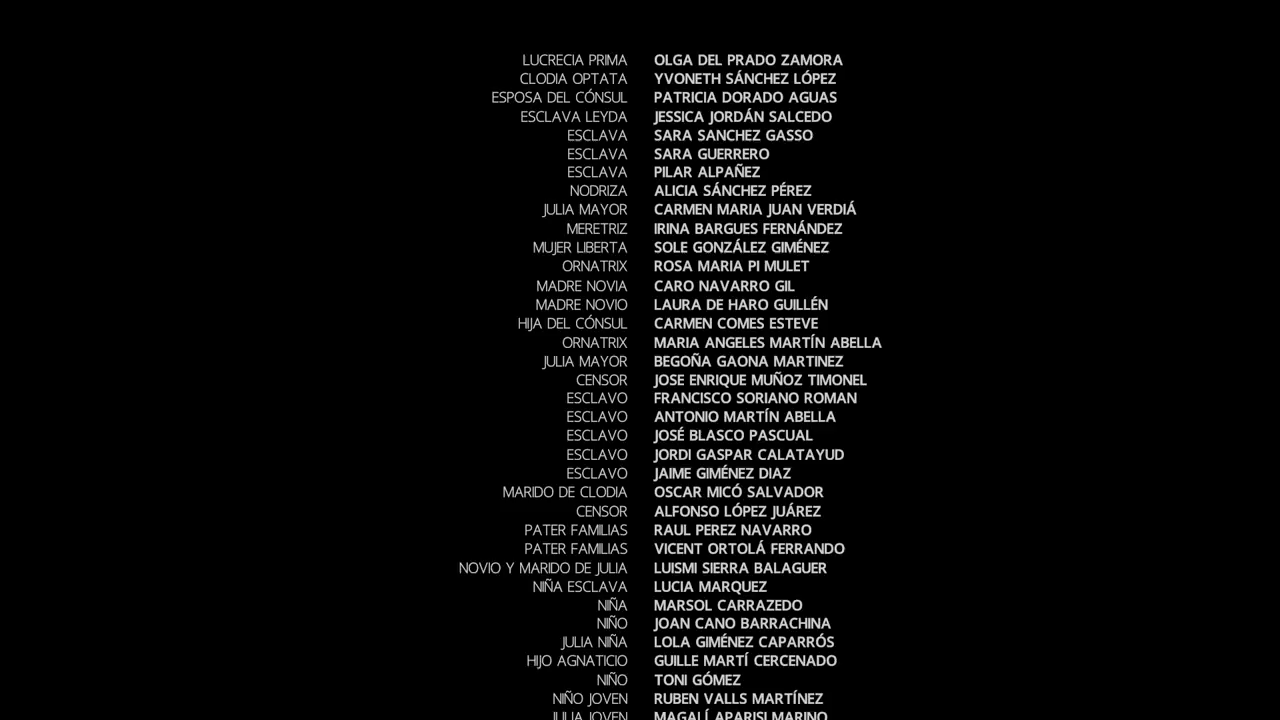 LUCRECIA PRIMA OLGA DEL PRADO ZAMORA
CLODIA OPTATA YVONETH SÁNCHEZ LÓPEZ
ESPOSA DEL CÓNSUL PATRICIA DORADO AGUAS
ESCLAVA LEYDA JESSICA JORDÁN SALCEDO
ESCLAVA SARA SANCHEZ GASSO
ESCLAVA SARA GUERRERO
ESCLAVA PILAR ALPAÑEZ
NODRIZA ALICIA SÁNCHEZ PÉREZ
JULIA MAYOR CARMEN MARIA JUAN VERDIÁ
MERETRIZ IRINA BARGUES FERNÁNDEZ
MUJER LIBERTA SOLE GONZÁLEZ GIMÉNEZ
ORNATRIX ROSA MARIA PI MULET
MADRE NOVIA CARO NAVARRO GIL
MADRE NOVIO LAURA DE HARO GUILLÉN
HIJA DEL CÓNSUL CARMEN COMES ESTEVE
ORNATRIX MARIA ANGELES MARTÍN ABELLA
JULIA MAYOR BEGOÑA GAONA MARTINEZ
CENSOR JOSE ENRIQUE MUÑOZ TIMONEL
ESCLAVO FRANCISCO SORIANO ROMAN
ESCLAVO ANTONIO MARTÍN ABELLA
ESCLAVO JOSÉ BLASCO PASCUAL
ESCLAVO JORDI GASPAR CALATAYUD
ESCLAVO JAIME GIMÉNEZ DIAZ
MARIDO DE CLODIA OSCAR MICÓ SALVADOR
CENSOR ALFONSO LÓPEZ JUÁREZ
PATER FAMILIAS RAUL PEREZ NAVARRO
PATER FAMILIAS VICENT ORTOLÁ FERRANDO
NOVIO Y MARIDO DE JULIA LUISMI SIERRA BALAGUER
NIÑA ESCLAVA LUCIA MARQUEZ
NIÑA MARSOL CARRAZEDO
NIÑO JOAN CANO BARRACHINA
JULIA NIÑA LOLA GIMÉNEZ CAPARRÓS
HIJO AGNATICIO GUILLE MARTÍ CERCENADO
NIÑO TONI GÓMEZ
NIÑO JOVEN RUBEN VALLS MARTÍNEZ
JULIA JOVEN MAGALÍ APARISI MARINO